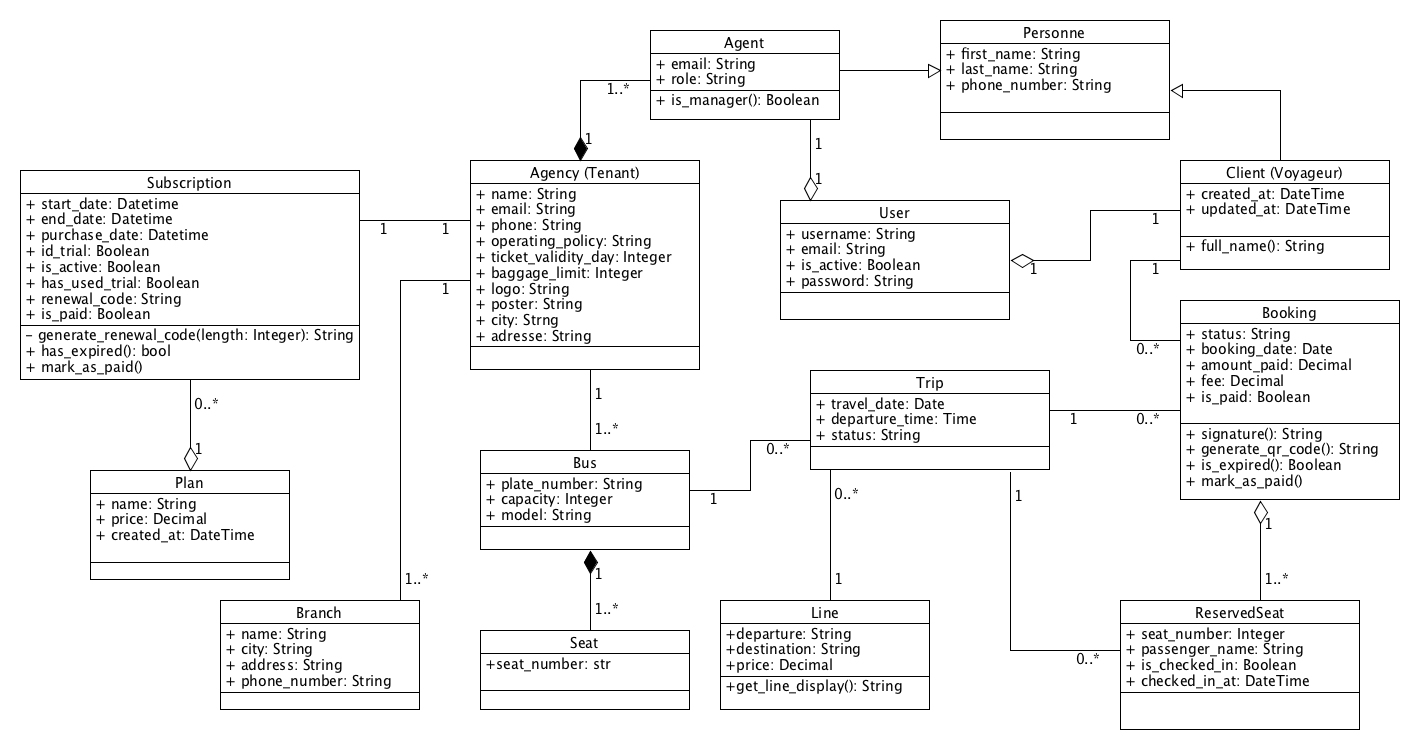 Agent
+ email: String
+ role: String
+ is_manager(): Boolean
Personne
+ first_name: String
+ last_name: String
+ phone_number: String
1..*
1
1
1
Subscription
+ start_date: Datetime
+ end_date: Datetime
+ purchase_date: Datetime
+ id_trial: Boolean
+ is_active: Boolean
+ has_used_trial: Boolean
+ renewal_code: String
+ is_paid: Boolean
- generate_renewal_code(length: Integer): String
+ has_expired(): bool
+ mark_as_paid()
1
1
1
Agency (Tenant)
+ name: String
+ email: String
+ phone: String
+ operating_policy: String
+ ticket_validity_day: Integer
+ baggage_limit: Integer
+ logo: String
+ poster: String
+ city: Strng
+ adresse: String
User
+ username: String
+ email: String
+ is_active: Boolean
+ password: String
1
1
Client (Voyageur)
+ created_at: DateTime
+ updated_at: DateTime
+ full_name(): String
1
0..*
Booking
+ status: String
+ booking_date: Date
+ amount_paid: Decimal
+ fee: Decimal
+ is_paid: Boolean
+ signature(): String
+ generate_qr_code(): String
+ is_expired(): Boolean
+ mark_as_paid()
Trip
+ travel_date: Date
+ departure_time: Time
+ status: String
1
0..*
0..*
1
1
1..*
0..*
1
Plan
+ name: String
+ price: Decimal
+ created_at: DateTime
Bus
+ plate_number: String
+ capacity: Integer
+ model: String
0..*
1
1
0..*
1
1..*
1..*
1
1..*
Branch
+ name: String
+ city: String
+ address: String
+ phone_number: String
Seat
+seat_number: str
Line
+departure: String
+destination: String
+price: Decimal
+get_line_display(): String
ReservedSeat
+ seat_number: Integer
+ passenger_name: String
+ is_checked_in: Boolean
+ checked_in_at: DateTime